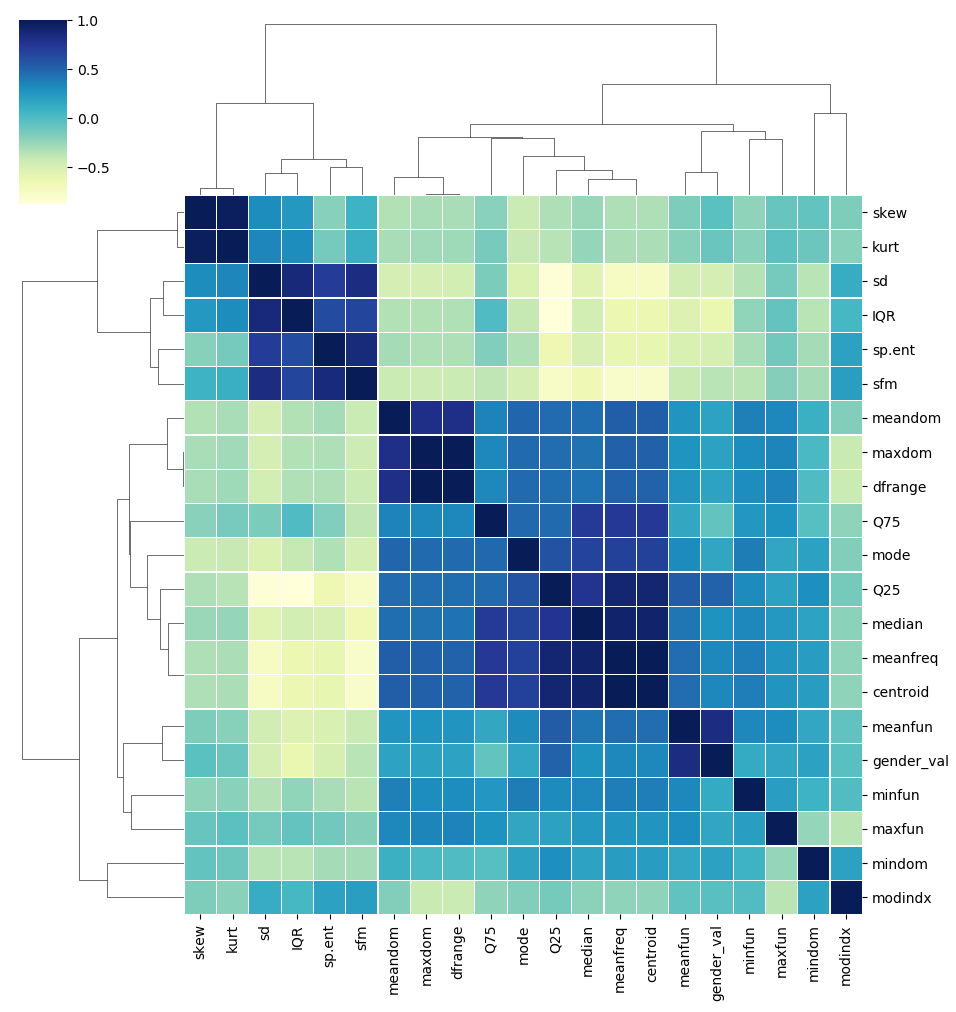 1.0
0.5
0.0
−0.5
skew
kurt
sd
IQR
sp.ent
sfm
meandom
maxdom
dfrange
Q75
mode
Q25
median
meanfreq
centroid
meanfun
gender_val
minfun
maxfun
mindom
modindx
skew
kurt
sd
IQR
sp.ent
sfm
meandom
maxdom
dfrange
Q75
mode
Q25
median
meanfreq
centroid
meanfun
gender_val
minfun
maxfun
mindom
modindx